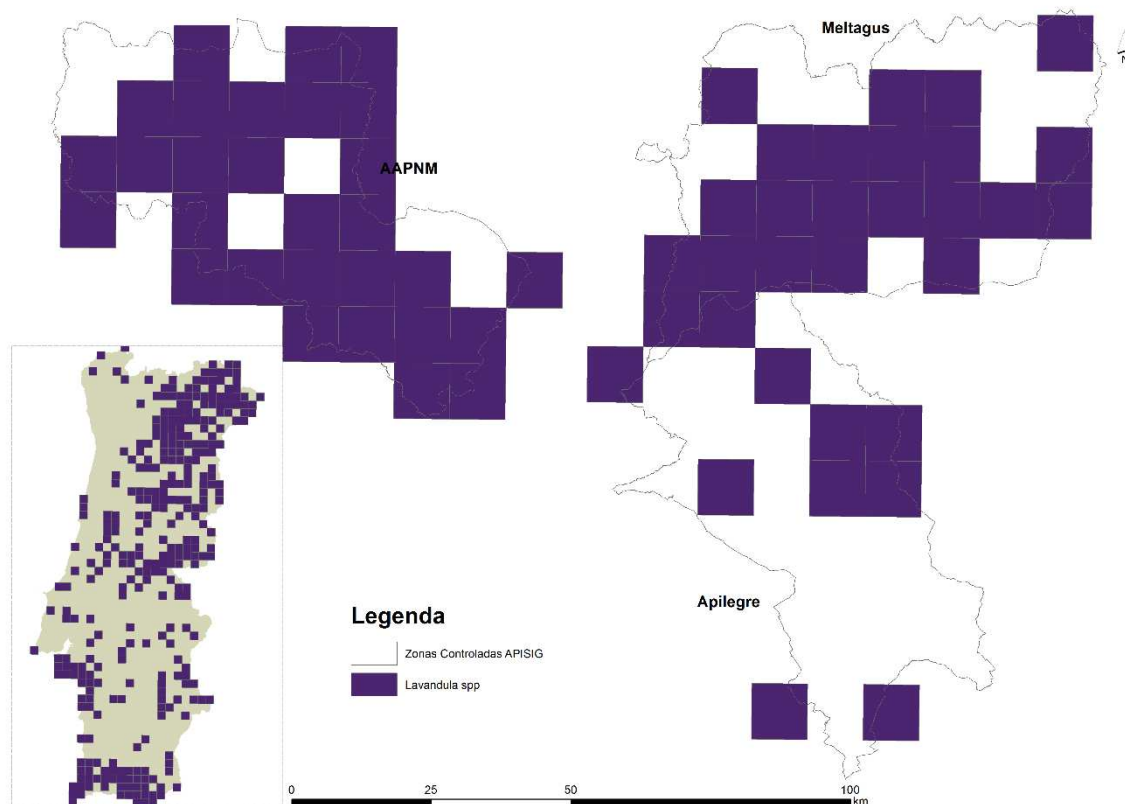 Meltagus
N
AAPNM
Apilegre
Legenda
Zonas Controladas APISIG
Lavandula spp
0 25 50 100
km